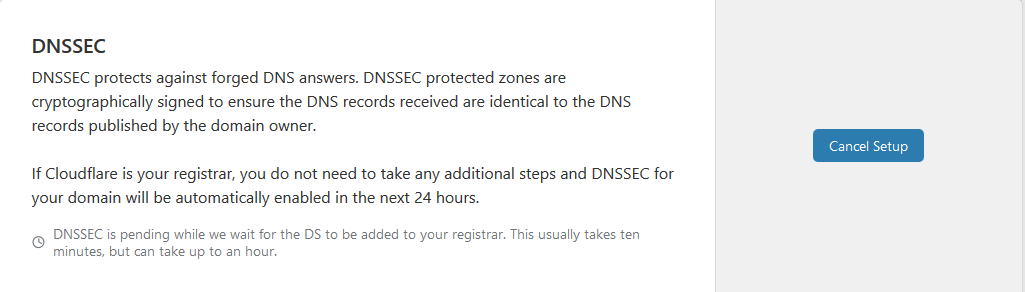 DNSSEC
DNSSEC protects against forged DNS answers. DNSSEC protected zones are
cryptographically signed to ensure the DNS records received are identical to the DNS
records published by the domain owner.
If Cloudflare is your registrar, you do not need to take any additional steps and DNSSEC for
your domain will be automatically enabled in the next 24 hours.
DNSSEC is pending while we wait for the DS to be added to your registrar. This usually takes ten
minutes, but can take up to an hour.
Cancel Setup